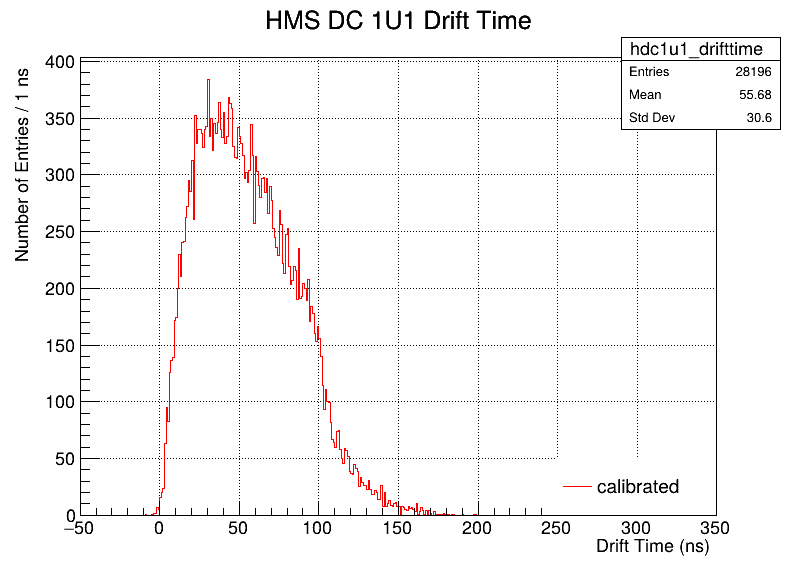 HMS DC 1U1 Drift Time
hdc1u1_drifttime
Entries 28196
Mean 55.68
Std Dev 30.6
Number of Entries / 1 ns
400
350
300
250
200
150
100
50
0
calibrated
−50 0 50 100 150 200 250 300 350
Drift Time (ns)